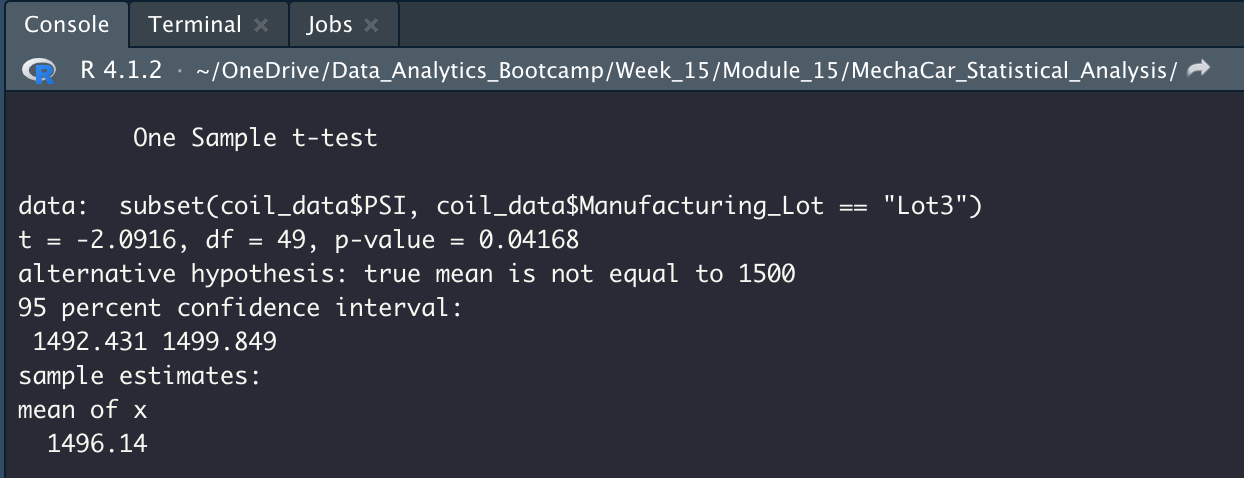 Console Terminal × Jobs ×
R R 4.1.2 · ~/OneDrive/Data_Analytics_Bootcamp/Week_15/Module_15/MechaCar_Statistical_Analysis/
One Sample t-test
data:  subset(coil_data$PSI, coil_data$Manufacturing_Lot == "Lot3")
t = -2.0916, df = 49, p-value = 0.04168
alternative hypothesis: true mean is not equal to 1500
95 percent confidence interval:
1492.431 1499.849
sample estimates:
mean of x
1496.14